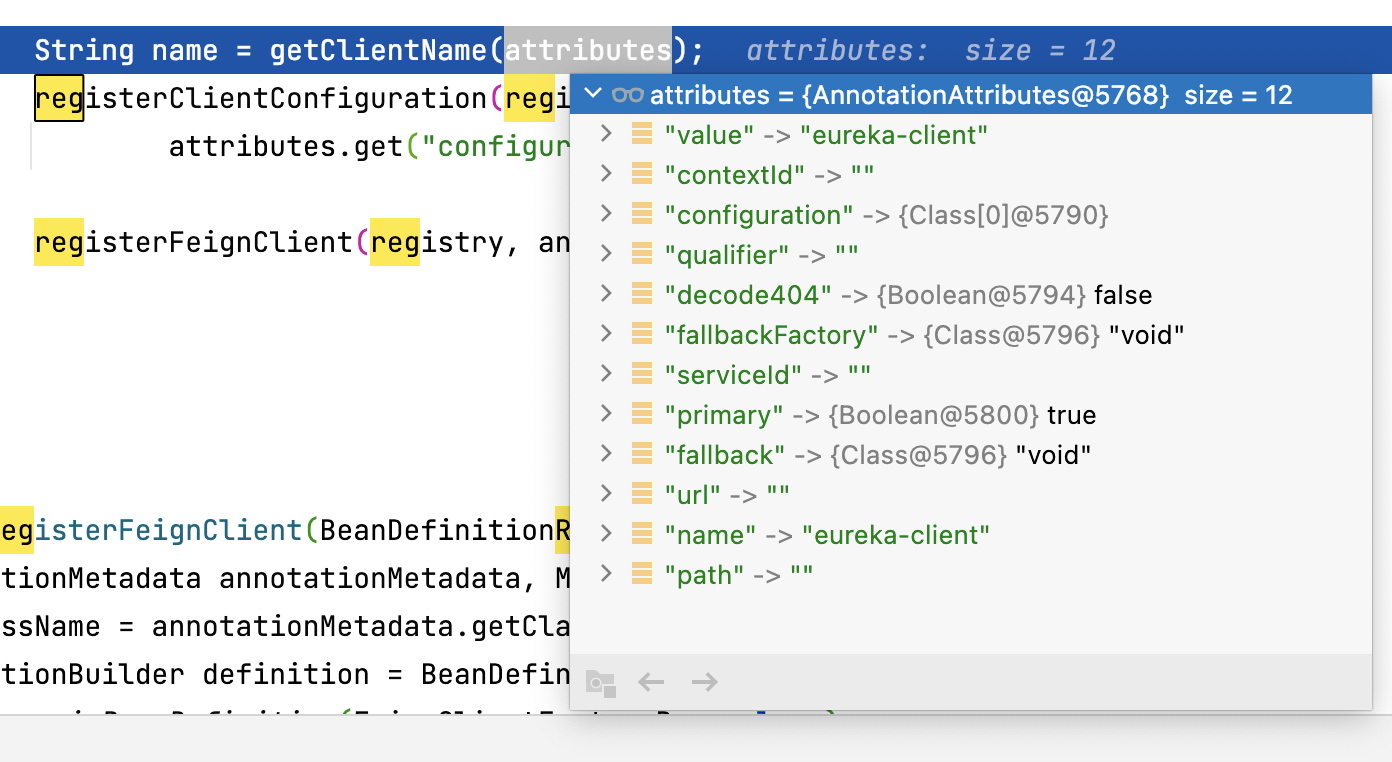 String name = getClientName(attributes);   attributes:  size = 12
registerClientConfiguration(regi
attributes = {AnnotationAttributes@5768}  size = 12
"value" -> "eureka-client"
attributes.get("configur
"contextId" -> ""
"configuration" -> {Class[0]@5790}
registerFeignClient(registry, an
"qualifier" -> ""
"decode404" -> {Boolean@5794} false
"fallbackFactory" -> {Class@5796} "void"
"serviceId" -> ""
"primary" -> {Boolean@5800} true
"fallback" -> {Class@5796} "void"
"url" -> ""
"name" -> "eureka-client"
"path" -> ""
egisterFeignClient(BeanDefinitionR
tionMetadata annotationMetadata, M
ssName = annotationMetadata.getCla
tionBuilder definition = BeanDefin